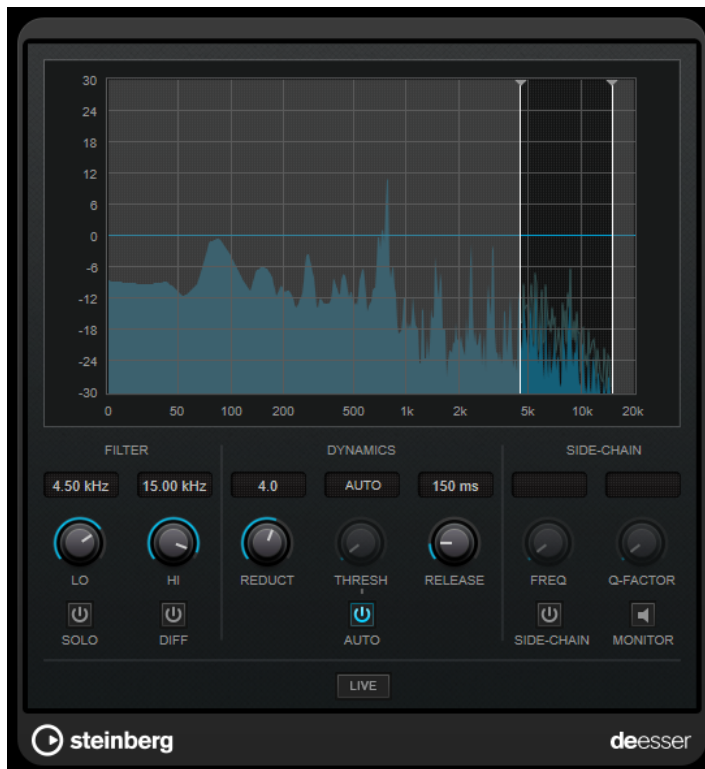 30
24
18
12
6
0
-6
-12
-18
-24
-30
0 50 100 200 500 1k 2k 5k 10k 20k
FILTER DYNAMICS SIDE-CHAIN
4.50 kHz 15.00 kHz 4.0 AUTO 150 ms
LO HI REDUCT THRESH RELEASE FREQ Q-FACTOR
SOLO DIFF AUTO SIDE-CHAIN MONITOR
LIVE
steinberg deesser